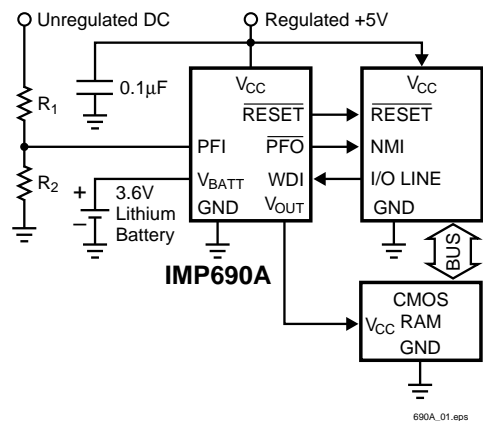 Unregulated DC
Regulated +5V
0.1μF
R1
R2
VCC
RESET
PFI
PFO
VBATT
WDI
VOUT
GND
3.6V
Lithium
Battery
+
–
IMP690A
VCC
RESET
NMI
I/O LINE
GND
BUS
CMOS
VCC RAM
GND
690A_01.eps